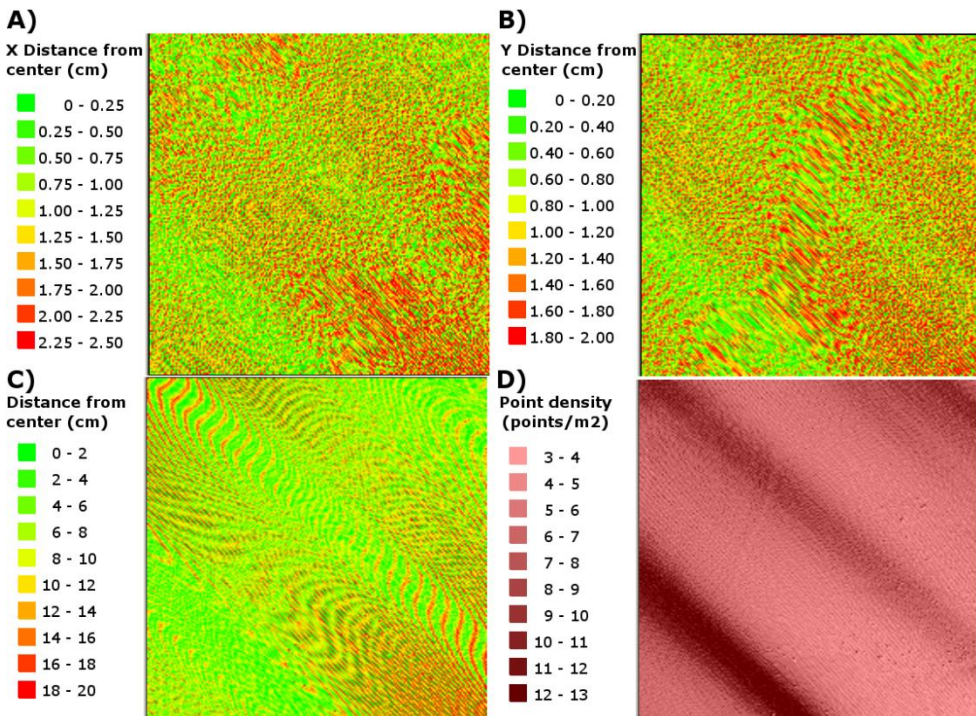 A)
X Distance from
center (cm)
0 - 0.25
0.25 - 0.50
0.50 - 0.75
0.75 - 1.00
1.00 - 1.25
1.25 - 1.50
1.50 - 1.75
1.75 - 2.00
2.00 - 2.25
2.25 - 2.50
B)
Y Distance from
center (cm)
0 - 0.20
0.20 - 0.40
0.40 - 0.60
0.60 - 0.80
0.80 - 1.00
1.00 - 1.20
1.20 - 1.40
1.40 - 1.60
1.60 - 1.80
1.80 - 2.00
C)
Distance from
center (cm)
0 - 2
2 - 4
4 - 6
6 - 8
8 - 10
10 - 12
12 - 14
14 - 16
16 - 18
18 - 20
D)
Point density
(points/m2)
3 - 4
4 - 5
5 - 6
6 - 7
7 - 8
8 - 9
9 - 10
10 - 11
11 - 12
12 - 13